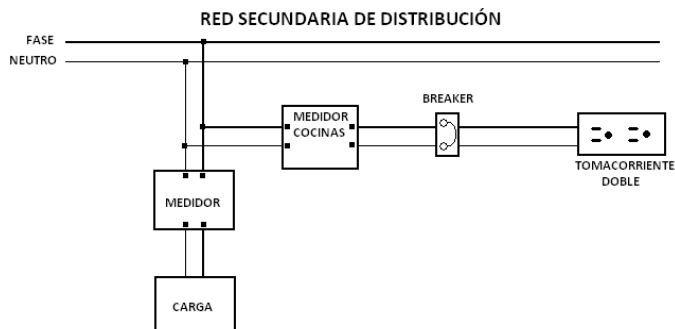 RED SECUNDARIA DE DISTRIBUCIÓN
FASE
NEUTRO
BREAKER
MEDIDOR
COCINAS
TOMACORRIENTE
DOBLE
MEDIDOR
CARGA